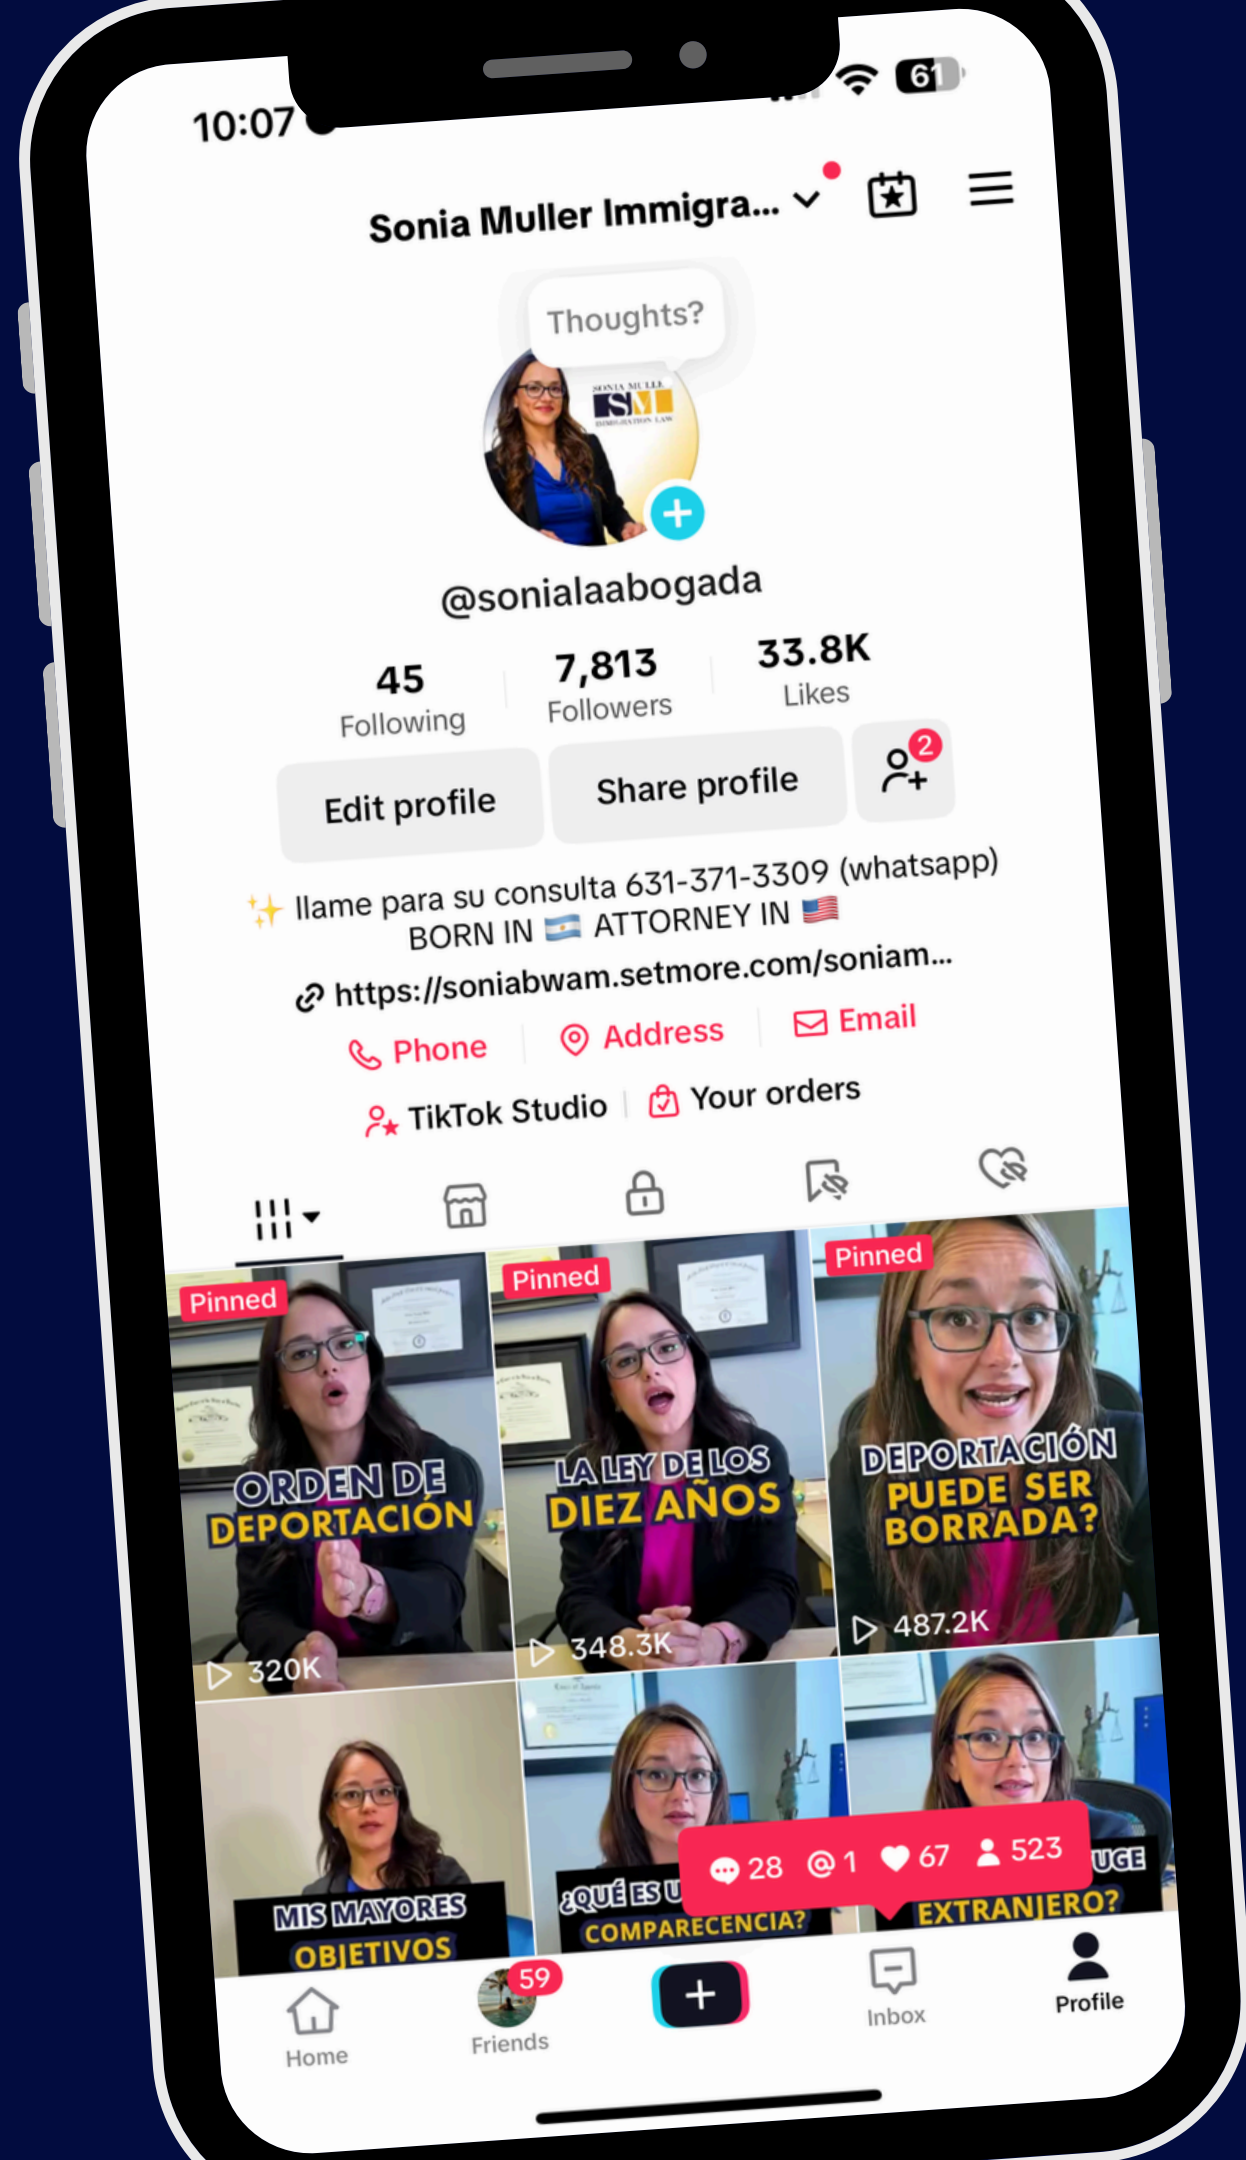 10:07
61
Sonia Muller Immigra...
Thoughts?
SM
IMMIGRATION LAW
@sonialaabogada
45 7,813 33.8K
Following Followers Likes
Edit profile Share profile 2
✨ llame para su consulta 631-371-3309 (whatsapp)
BORN IN 🇦🇷 ATTORNEY IN 🇺🇸
https://soniabwam.setmore.com/soniam...
Phone Address Email
TikTok Studio Your orders
Pinned Pinned Pinned
ORDEN DE
DEPORTACIÓN
320K
LA LEY DE LOS
DIEZ AÑOS
348.3K
DEPORTACIÓN
PUEDE SER
BORRADA?
487.2K
MIS MAYORES
OBJETIVOS
¿QUÉ ES U
COMPARECENCIA?
UGE
EXTRANJERO?
28 @ 1 67 523
59
Home Friends Inbox Profile